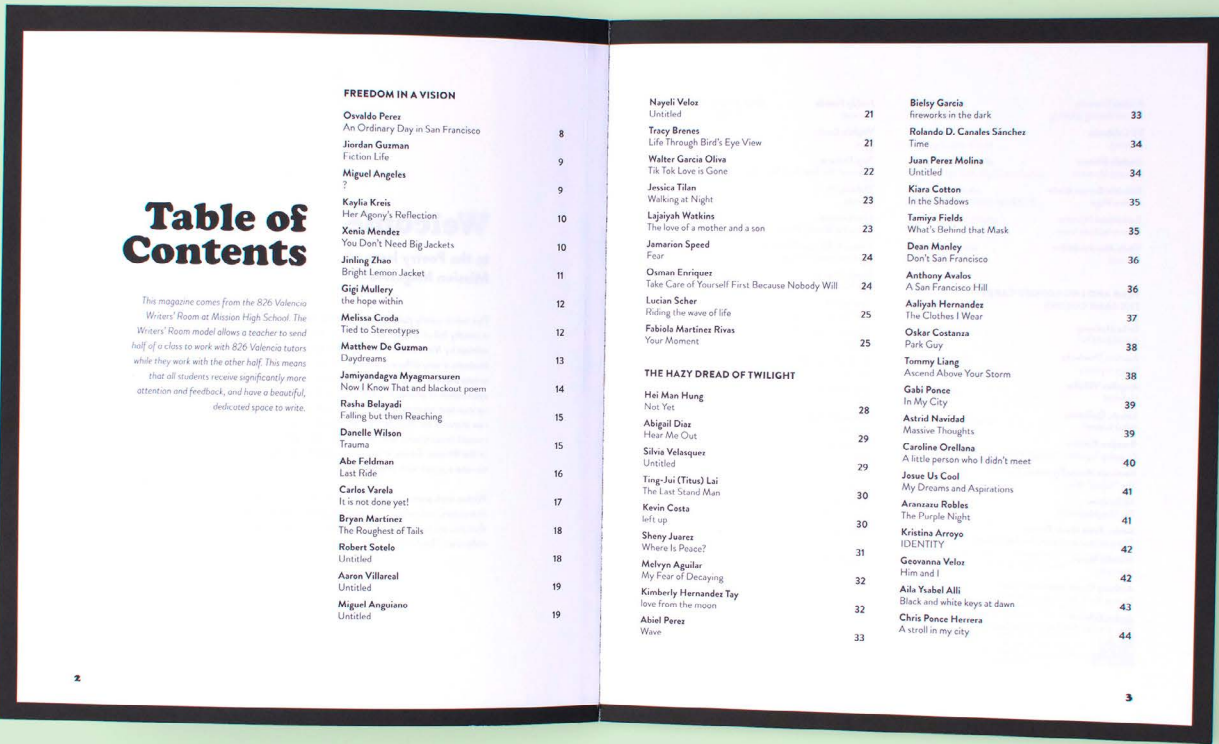 Table of
Contents
This magazine comes from the 826 Valencia
Writers' Room at Mission High School. The
Writers' Room model allows a teacher to send
half of a class to work with 826 Valencia tutors
while they work with the other half. This means
that all students receive significantly more
attention and feedback, and have a beautiful,
dedicated space to write.
2
FREEDOM IN A VISION
Osvaldo Perez
An Ordinary Day in San Francisco 8
Jiordan Guzman
Fiction Life 9
Miguel Angeles
? 9
Kaylia Kreis
Her Agony's Reflection 10
Xenia Mendez
You Don't Need Big Jackets 10
Jinling Zhao
Bright Lemon Jacket 11
Gigi Mullery
the hope within 12
Melissa Croda
Tied to Stereotypes 12
Matthew De Guzman
Daydreams 13
Jamiyandagva Myagmarsuren
Now I Know That and blackout poem 14
Rasha Belayadi
Falling but then Reaching 15
Danelle Wilson
Trauma 15
Abe Feldman
Last Ride 16
Carlos Varela
It is not done yet! 17
Bryan Martinez
The Roughest of Tails 18
Robert Sotelo
Untitled 18
Aaron Villareal
Untitled 19
Miguel Anguiano
Untitled 19
Nayeli Veloz
Untitled 21
Tracy Brenes
Life Through Bird's Eye View 21
Walter Garcia Oliva
Tik Tok Love is Gone 22
Jessica Tilan
Walking at Night 23
Lajaiyah Watkins
The love of a mother and a son 23
Jamarion Speed
Fear 24
Osman Enriquez
Take Care of Yourself First Because Nobody Will 24
Lucian Scher
Riding the wave of life 25
Fabiola Martinez Rivas
Your Moment 25
THE HAZY DREAD OF TWILIGHT
Hei Man Hung
Not Yet 28
Abigail Diaz
Hear Me Out 29
Silvia Velasquez
Untitled 29
Ting-Jui (Titus) Lai
The Last Stand Man 30
Kevin Costa
left up 30
Sheny Juarez
Where Is Peace? 31
Melvyn Aguilar
My Fear of Decaying 32
Kimberly Hernandez Tay
love from the moon 32
Abiel Perez
Wave 33
Bielsy Garcia
fireworks in the dark 33
Rolando D. Canales Sánchez
Time 34
Juan Perez Molina
Untitled 34
Kiara Cotton
In the Shadows 35
Tamiya Fields
What's Behind that Mask 35
Dean Manley
Don't San Francisco 36
Anthony Avalos
A San Francisco Hill 36
Aaliyah Hernandez
The Clothes I Wear 37
Oskar Costanza
Park Guy 38
Tommy Liang
Ascend Above Your Storm 38
Gabi Ponce
In My City 39
Astrid Navidad
Massive Thoughts 39
Caroline Orellana
A little person who I didn't meet 40
Josue Us Cool
My Dreams and Aspirations 41
Aranzazu Robles
The Purple Night 41
Kristina Arroyo
IDENTITY 42
Geovanna Veloz
Him and I 42
Aila Ysabel Alli
Black and white keys at dawn 43
Chris Ponce Herrera
A stroll in my city 44
3